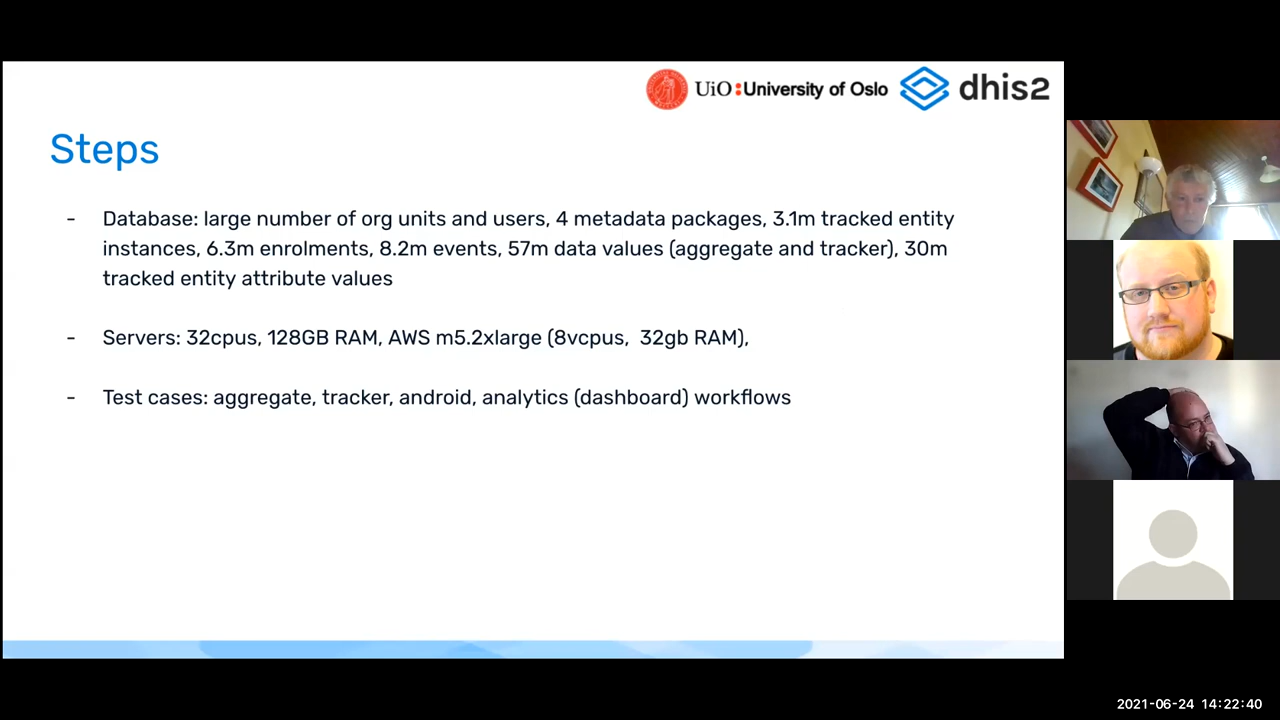 UiO:University of Oslo dhis2
Steps
- Database: large number of org units and users, 4 metadata packages, 3.1m tracked entity
instances, 6.3m enrolments, 8.2m events, 57m data values (aggregate and tracker), 30m
tracked entity attribute values
- Servers: 32cpus, 128GB RAM, AWS m5.2xlarge (8vcpus, 32gb RAM),
- Test cases: aggregate, tracker, android, analytics (dashboard) workflows
2021-06-24 14:22:40